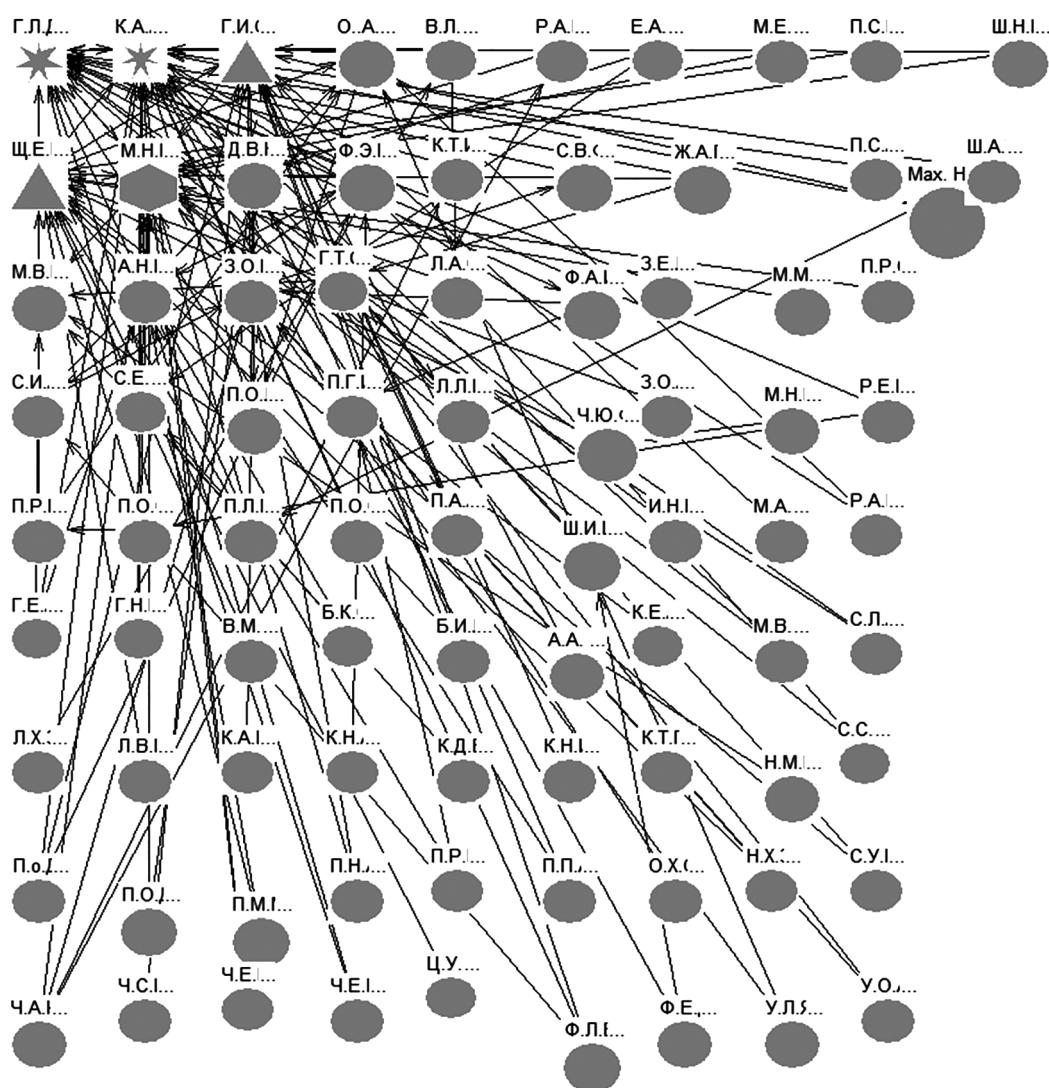 Г.Л.Д... К.А.... Г.И.С... О..А.... В.Л. ... Р.А.І... Е.А. ... М.Е. ... П.С.І... Ш.Н.І...
Щ.Е.І... М.Н.І... Д.В.І... Ф.Э.І... К.Т.И... С.В.С... Ж.А.Г... П.С.... Ш.А. ...
Max. Н...
М.В.І... А.Н.І... З.О.І... Г.Т.С... Л.А. ... Ф.А.І... З.Е.І... М.М. ... П.Р.С...
С.И.... С.Е. ... П.О.І... П.Г.І... Л.Л.І... Ч.Ю.С... З.О.... М.Н.І... Р.Е.І...
П.Р.І... П.О. ... П.Л.І... П.О. ... П.А. ... Ш.И.І... И.Н.І... М.А. ... Р.А.І...
Г.Е.... Г.Н.І... В.М. ... Б.К. ... Б.И. ... А.А. ... К.Е. ... М.В. ... С.Л....
Л.Х.... Л.В.І... К.А.І... К.Н.... К.Д.Е... К.Н.І... К.Т.Г... Н.М.І... С.С. ...
П.о.Д... П.О.Д... П.М.М... П.Н.... П.Р.І... П.П.... О.Х.С... Н.Х.... С.У.І...
Ч.А.І... Ч.С.І... Ч.Е.І... Ч.Е.І... Ц.У. ... Ф.Л.Е... Ф.Е.... У.Л.Я... У.О....